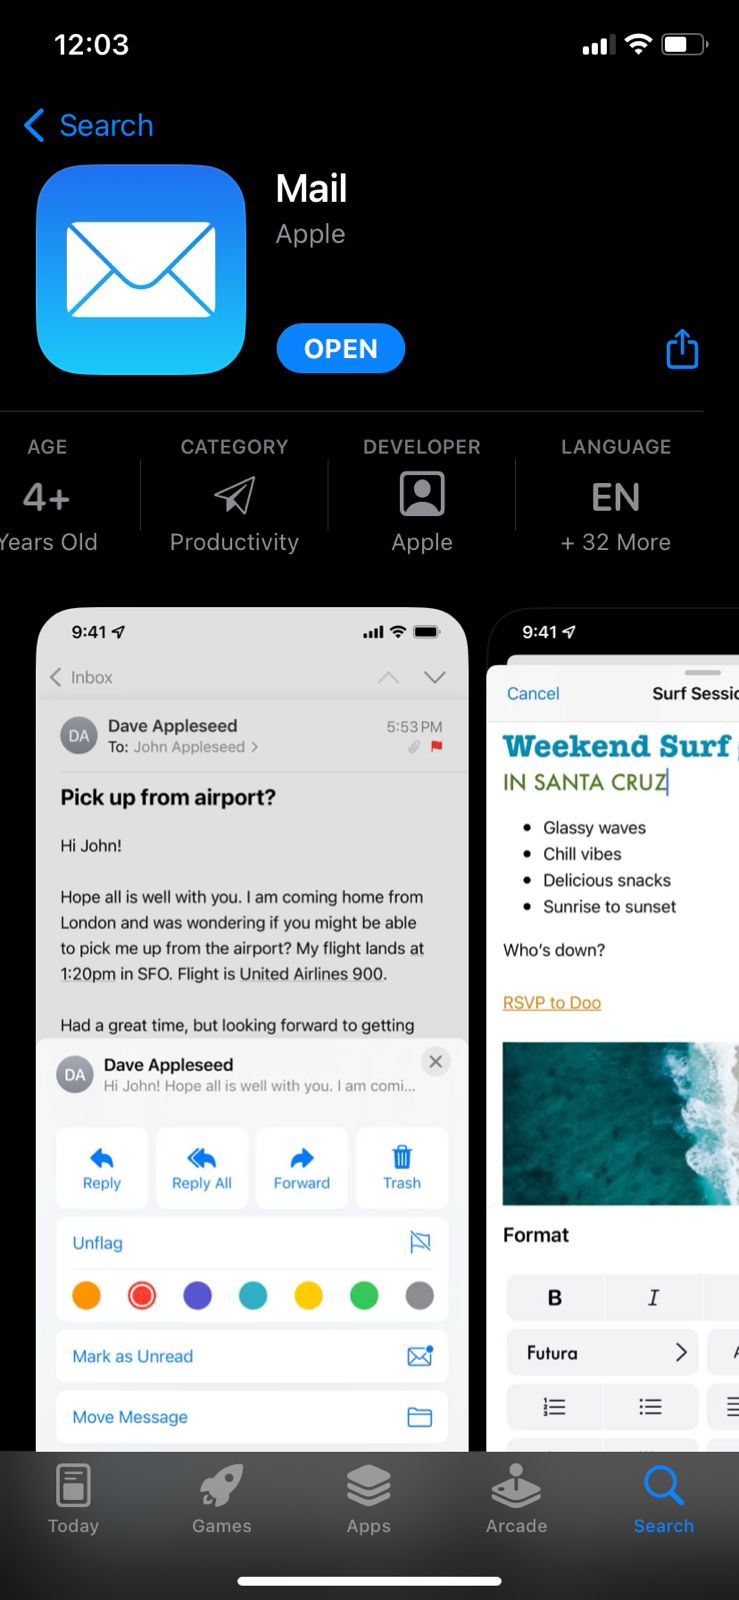 12:03
Search
Mail
Apple
OPEN
AGE
4+
Years Old
CATEGORY
Productivity
DEVELOPER
Apple
LANGUAGE
EN
+ 32 More
9:41
Inbox
DA
Dave Appleseed
5:53 PM
To: John Appleseed
Pick up from airport?
Hi John!
Hope all is well with you. I am coming home from
London and was wondering if you might be able
to pick me up from the airport? My flight lands at
1:20pm in SFO. Flight is United Airlines 900.
Had a great time, but looking forward to getting
DA
Dave Appleseed
Hi John! Hope all is well with you. I am comi...
Reply
Reply All
Forward
Trash
Unflag
Mark as Unread
Move Message
9:41
Cancel
Surf Sessio
Weekend Surf
IN SANTA CRUZ
• Glassy waves
• Chill vibes
• Delicious snacks
• Sunrise to sunset
Who's down?
RSVP to Doo
Format
B
I
Futura
Today
Games
Apps
Arcade
Search